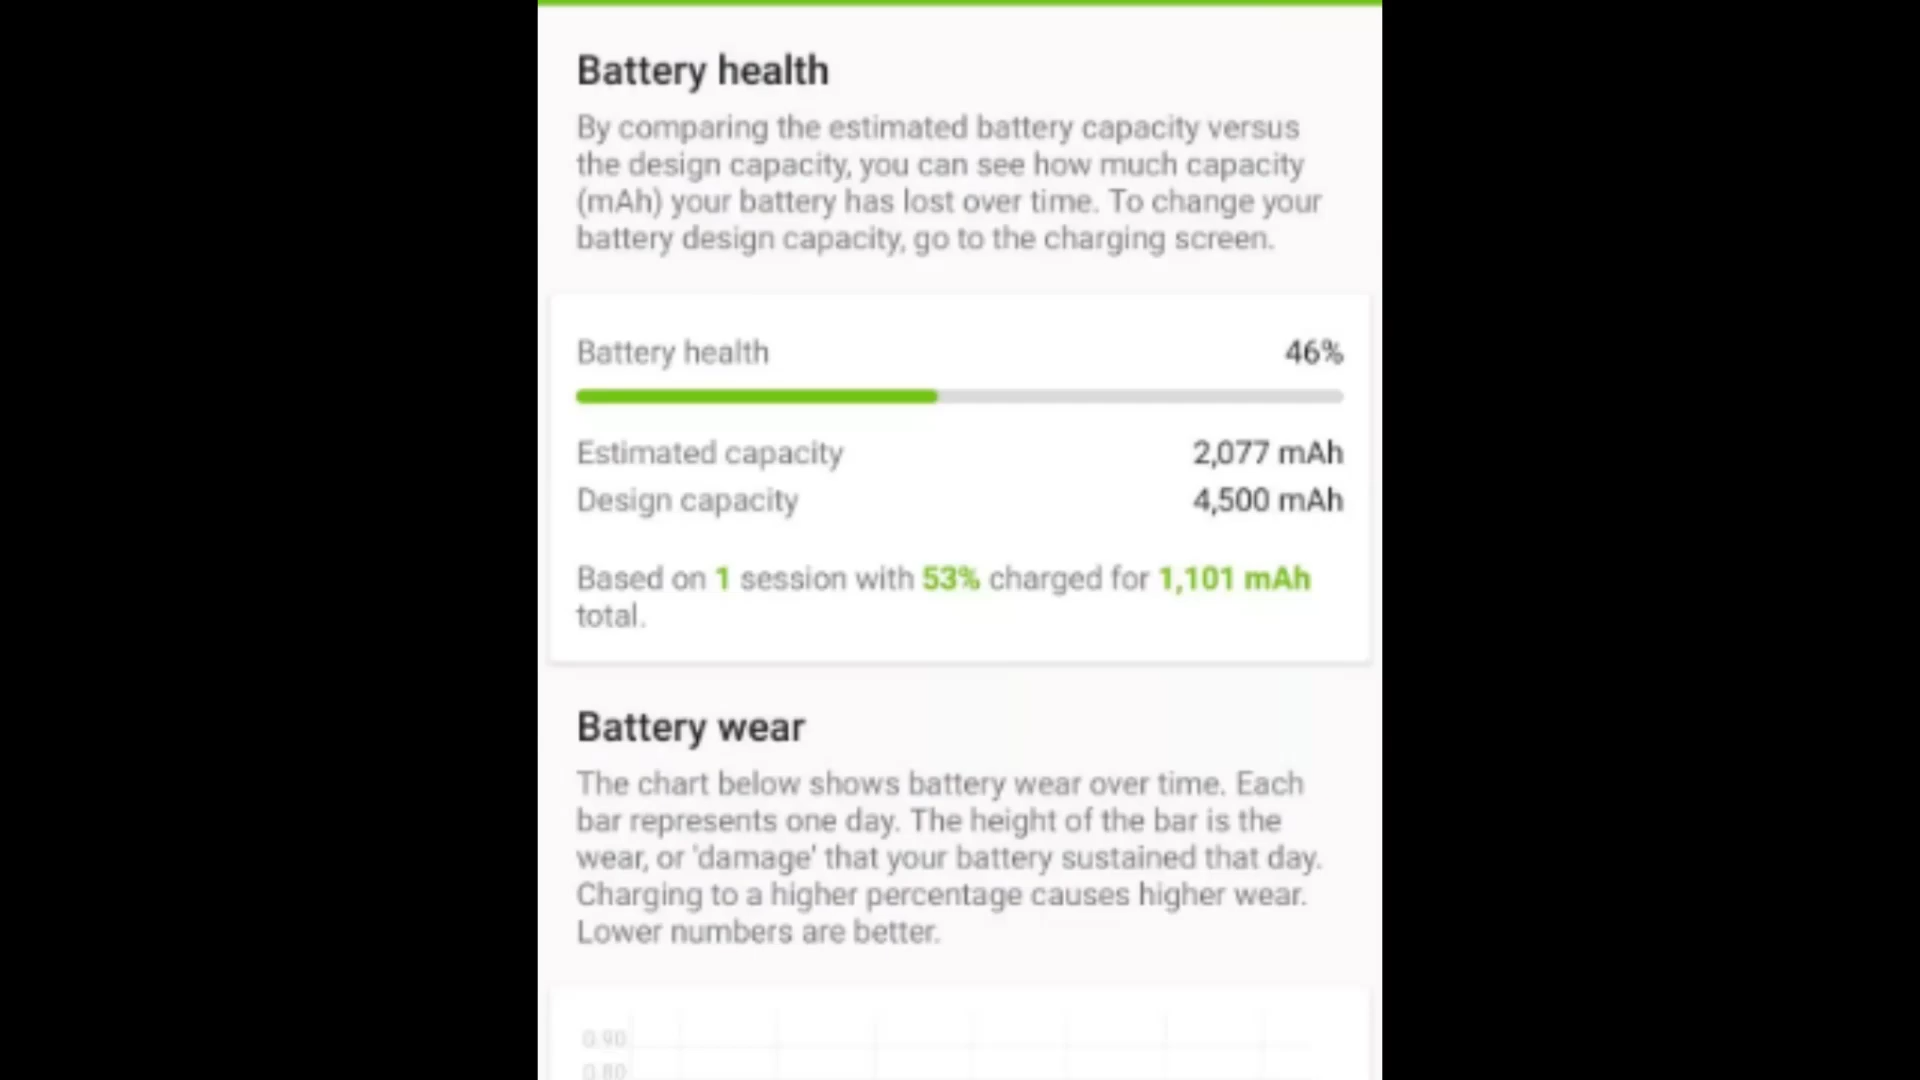 Battery health
By comparing the estimated battery capacity versus
the design capacity, you can see how much capacity
(mAh) your battery has lost over time. To change your
battery design capacity, go to the charging screen.
Battery health 46%
Estimated capacity 2,077 mAh
Design capacity 4,500 mAh
Based on 1 session with 53% charged for 1,101 mAh
total.
Battery wear
The chart below shows battery wear over time. Each
bar represents one day. The height of the bar is the
wear, or 'damage' that your battery sustained that day.
Charging to a higher percentage causes higher wear.
Lower numbers are better.
0.90
0.80